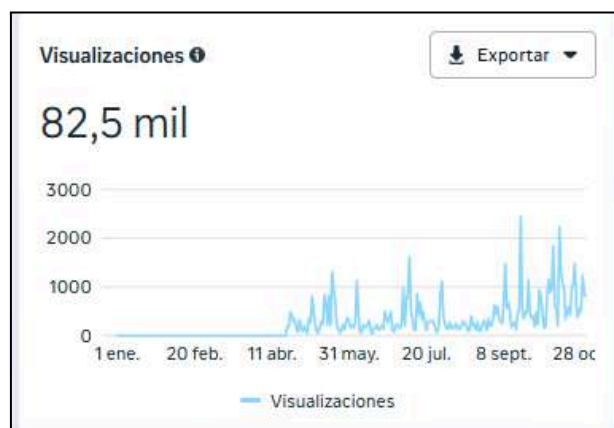 Visualizaciones
Exportar
82,5 mil
3000
2000
1000
0
1 ene. 20 feb. 11 abr. 31 may. 20 jul. 8 sept. 28 oc
Visualizaciones